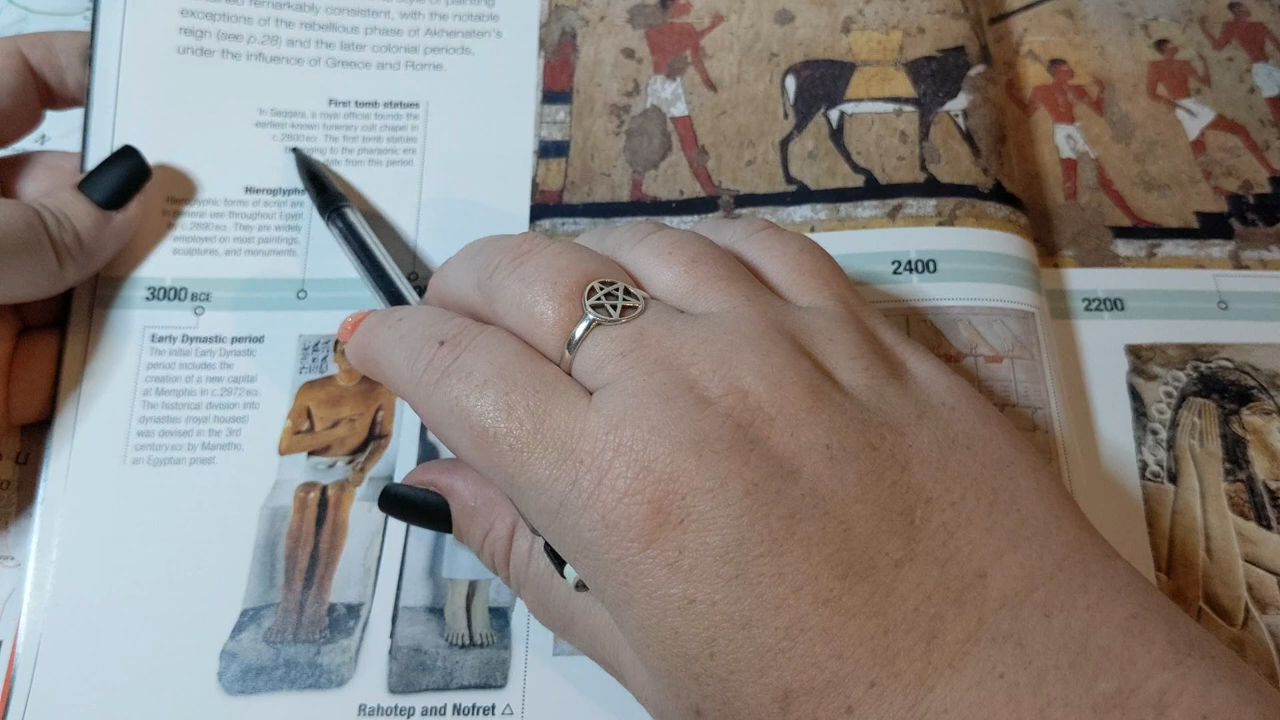 remarkably consistent, with the notable
exceptions of the rebellious phase of Akhenaten's
reign (see p.28) and the later colonial periods,
under the influence of Greece and Rome.
First tomb statues
In Saqqara, a royal official founds the
earliest-known funerary cult chapel in
The first tomb statues
to the pharaonic era
date from this period.
Hieroglyphs
forms of script are
in general use throughout Egypt
by c.2890 BCE. They are widely
employed on most paintings,
sculptures, and monuments.
3000 BCE
2400
2200
Early Dynastic period
The initial Early Dynastic
period includes the
creation of a new capital
at Memphis in c.2972 BCE.
The historical division into
dynasties (royal houses)
was devised in the 3rd
century BCE by Manetho,
an Egyptian priest.
Rahotep and Nofret △